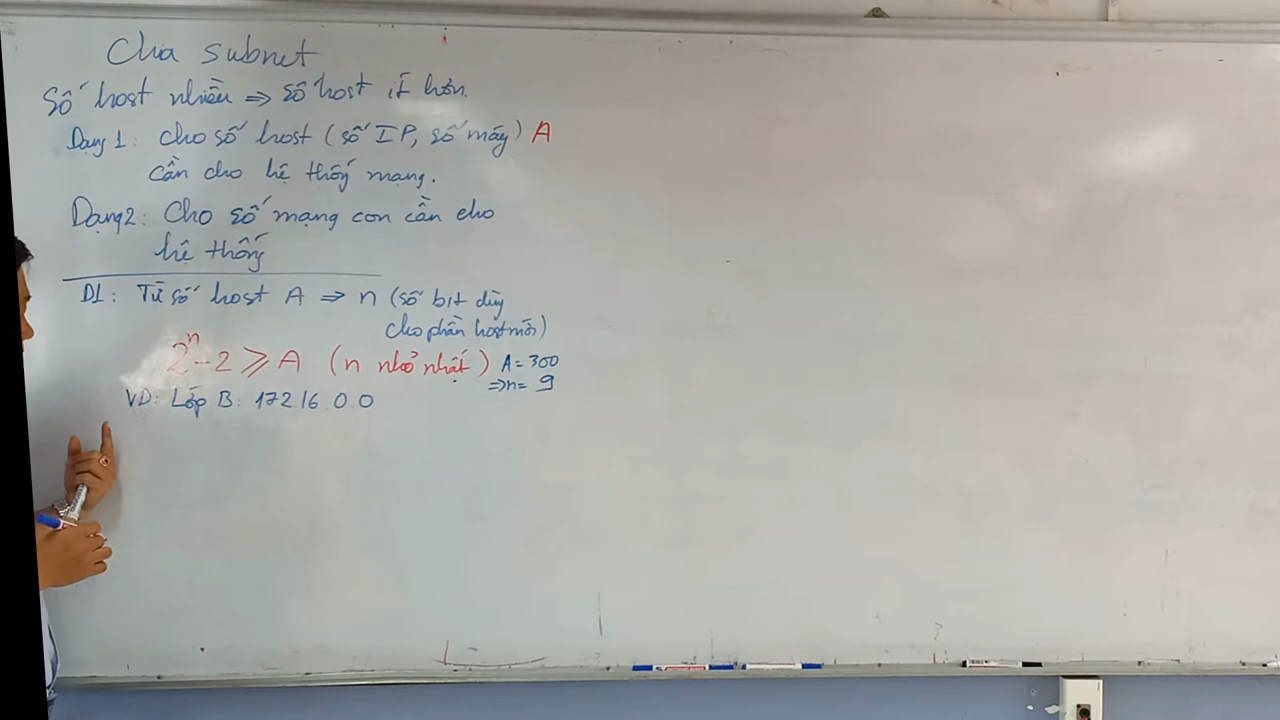 Chia subnet
Số host nhiều => số host ít hơn.
Dạng 1: Cho số host (số IP, số máy) A
cần cho hệ thống mạng.
Dạng 2: Cho số mạng con cần cho
hệ thống
D1: Từ số host A => n (số bit dùng
cho phần host mới)
2^n - 2 ≥ A (n nhỏ nhất) A = 300
=> n = 9
VD: Lớp B: 172.16.0.0